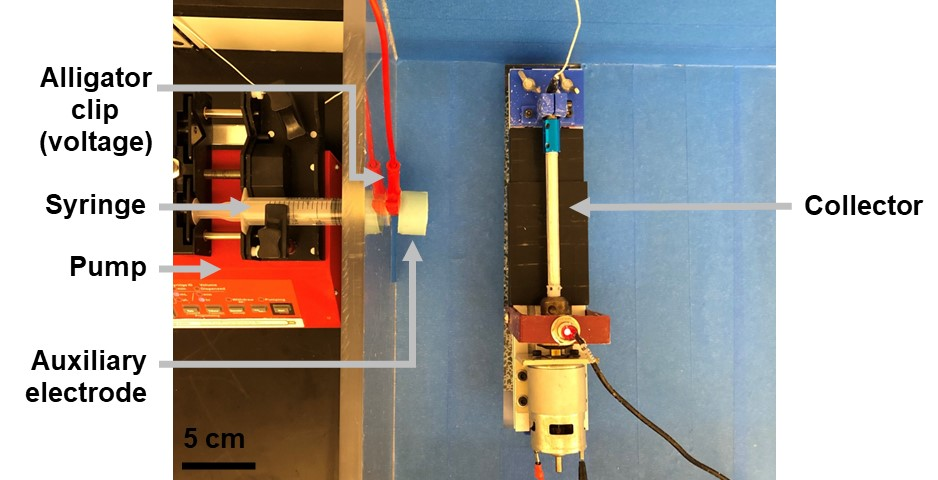 Alligator
clip
(voltage)
Syringe
Pump
Auxiliary
electrode
Collector
5 cm